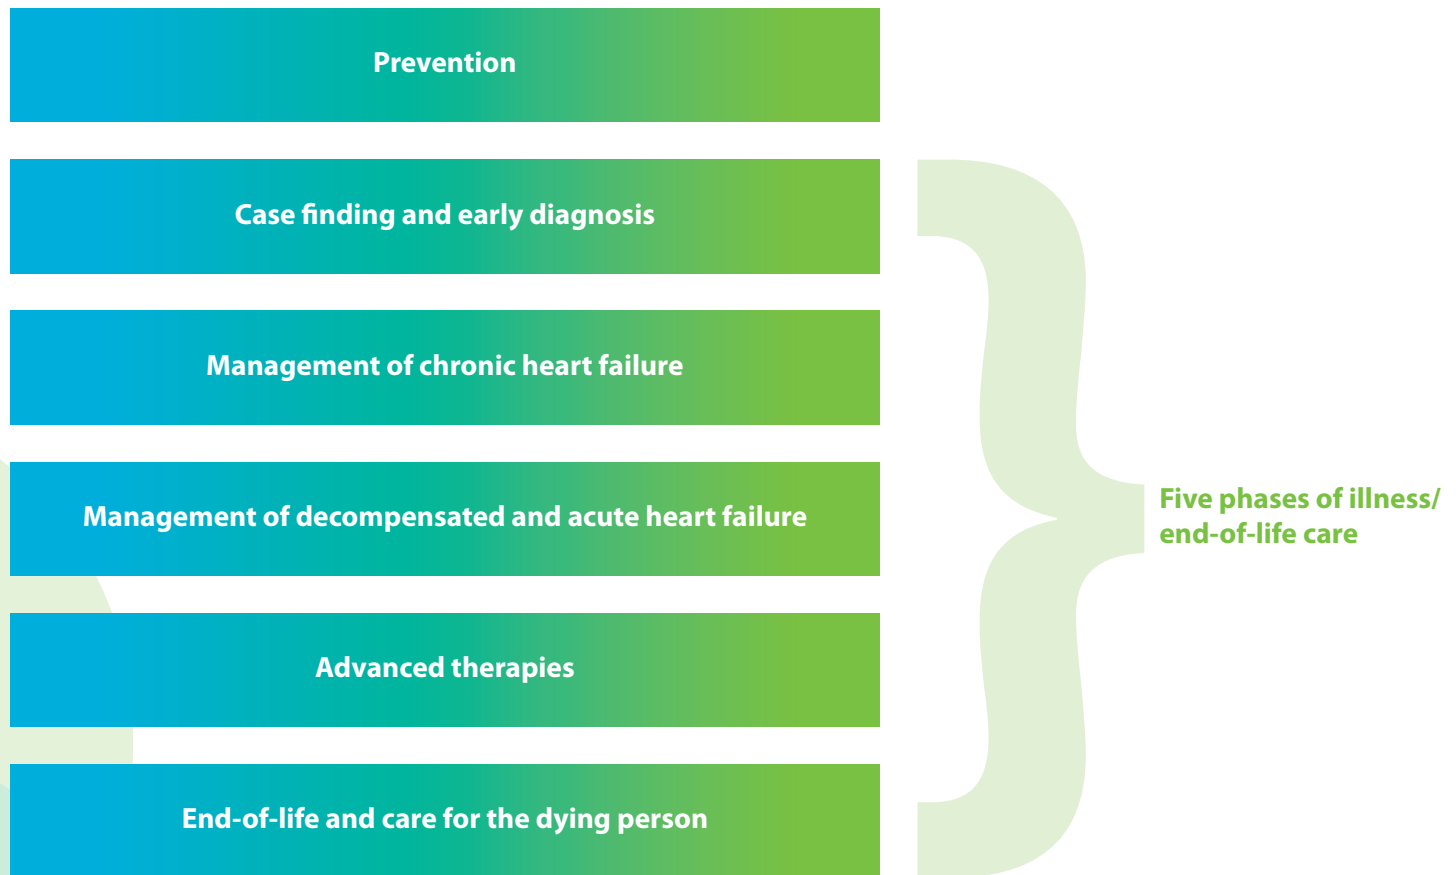 Prevention
Case finding and early diagnosis
Management of chronic heart failure
Management of decompensated and acute heart failure
Five phases of illness/
end-of-life care
Advanced therapies
End-of-life and care for the dying person